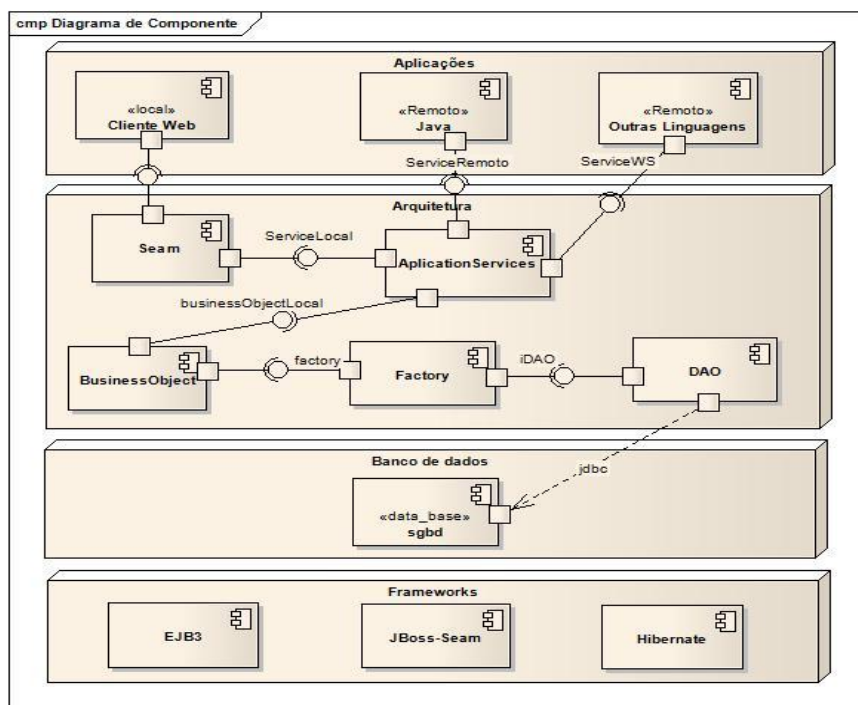 cmp Diagrama de Componente
Aplicações
«local»
Cliente Web
«Remoto»
Java
«Remoto»
Outras Linguagens
ServiceRemoto
ServiceWS
Arquitetura
Seam
ServiceLocal
AplicationServices
businessObjectLocal
BusinessObject
factory
Factory
iDAO
DAO
Banco de dados
jdbc
«data_base»
sgbd
Frameworks
EJB3
JBoss-Seam
Hibernate